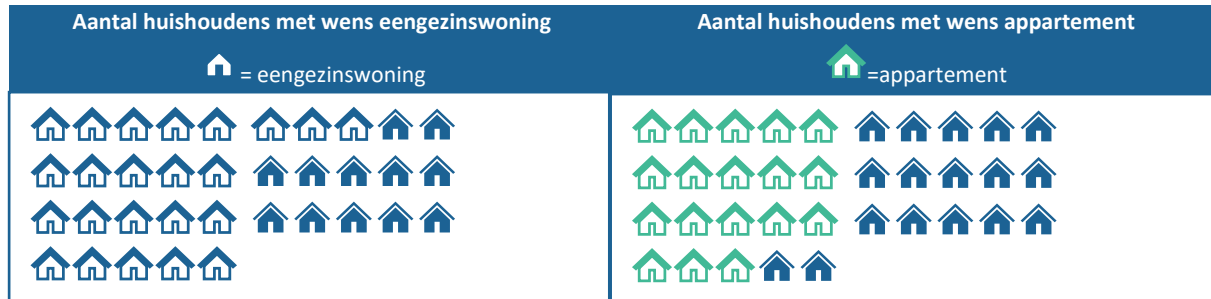 Aantal huishoudens met wens eengezinswoning
= eengezinswoning
Aantal huishoudens met wens appartement
=appartement